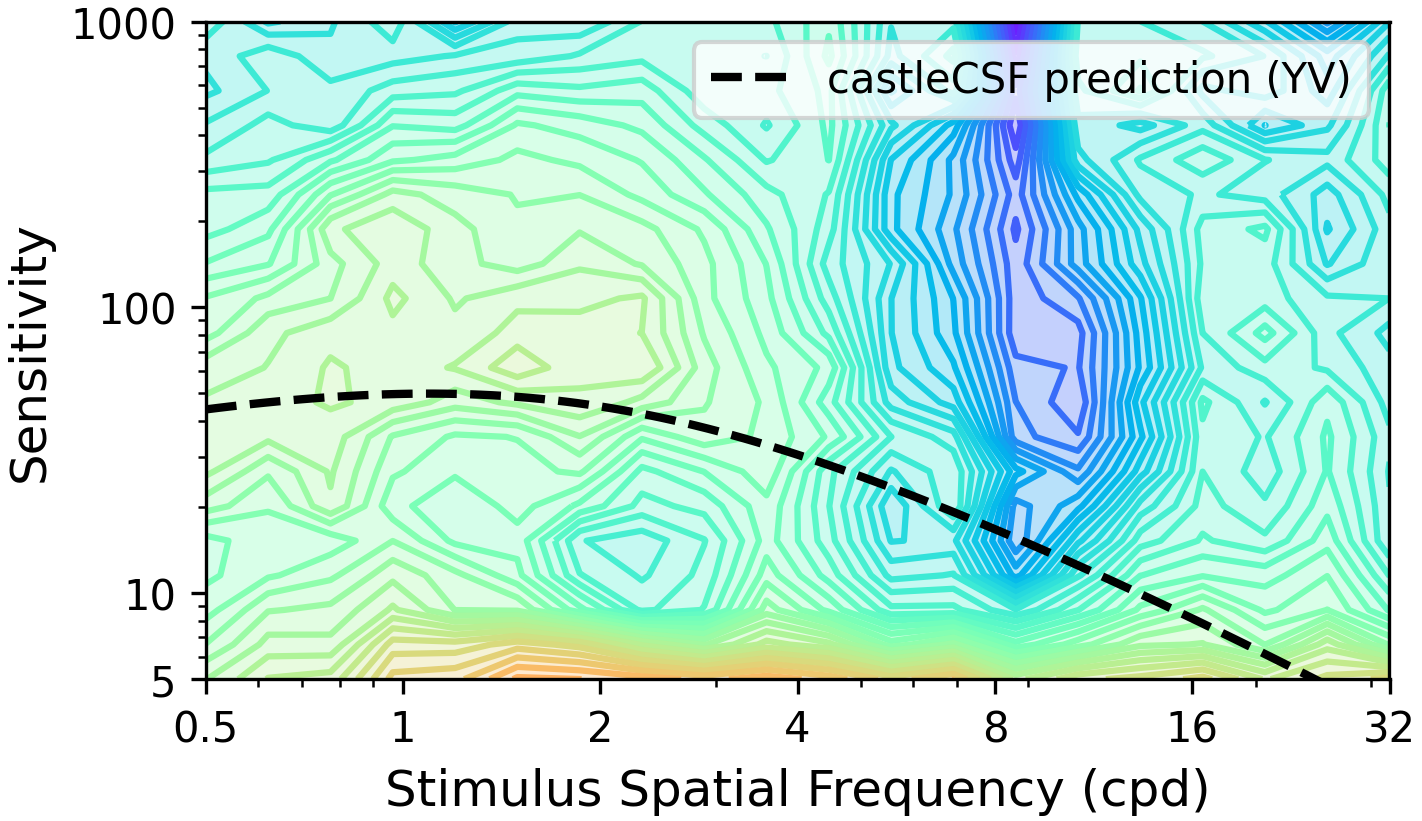 1000
100
10
5
Sensitivity
castleCSF prediction (YV)
0.5 1 2 4 8 16 32
Stimulus Spatial Frequency (cpd)